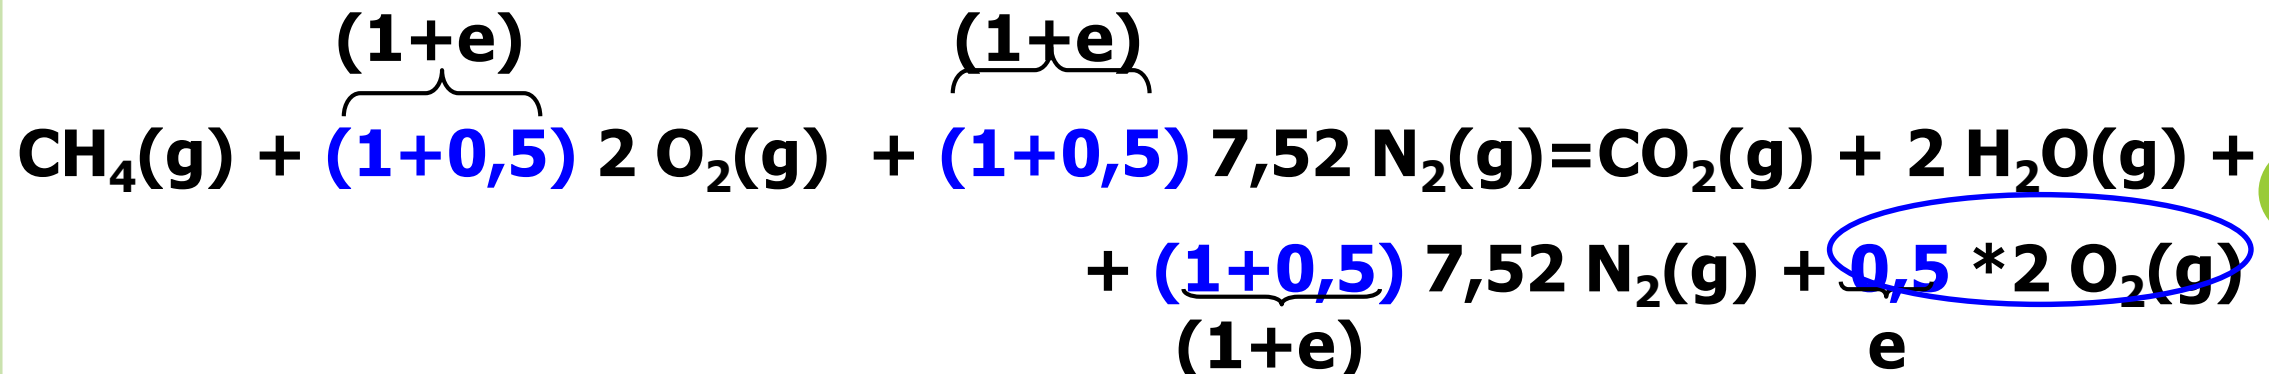 (1+e) (1+e)
CH₄(g) + (1+0,5) 2 O₂(g) + (1+0,5) 7,52 N₂(g)=CO₂(g) + 2 H₂O(g) +
+ (1+0,5) 7,52 N₂(g) + 0,5 *2 O₂(g)
(1+e) e